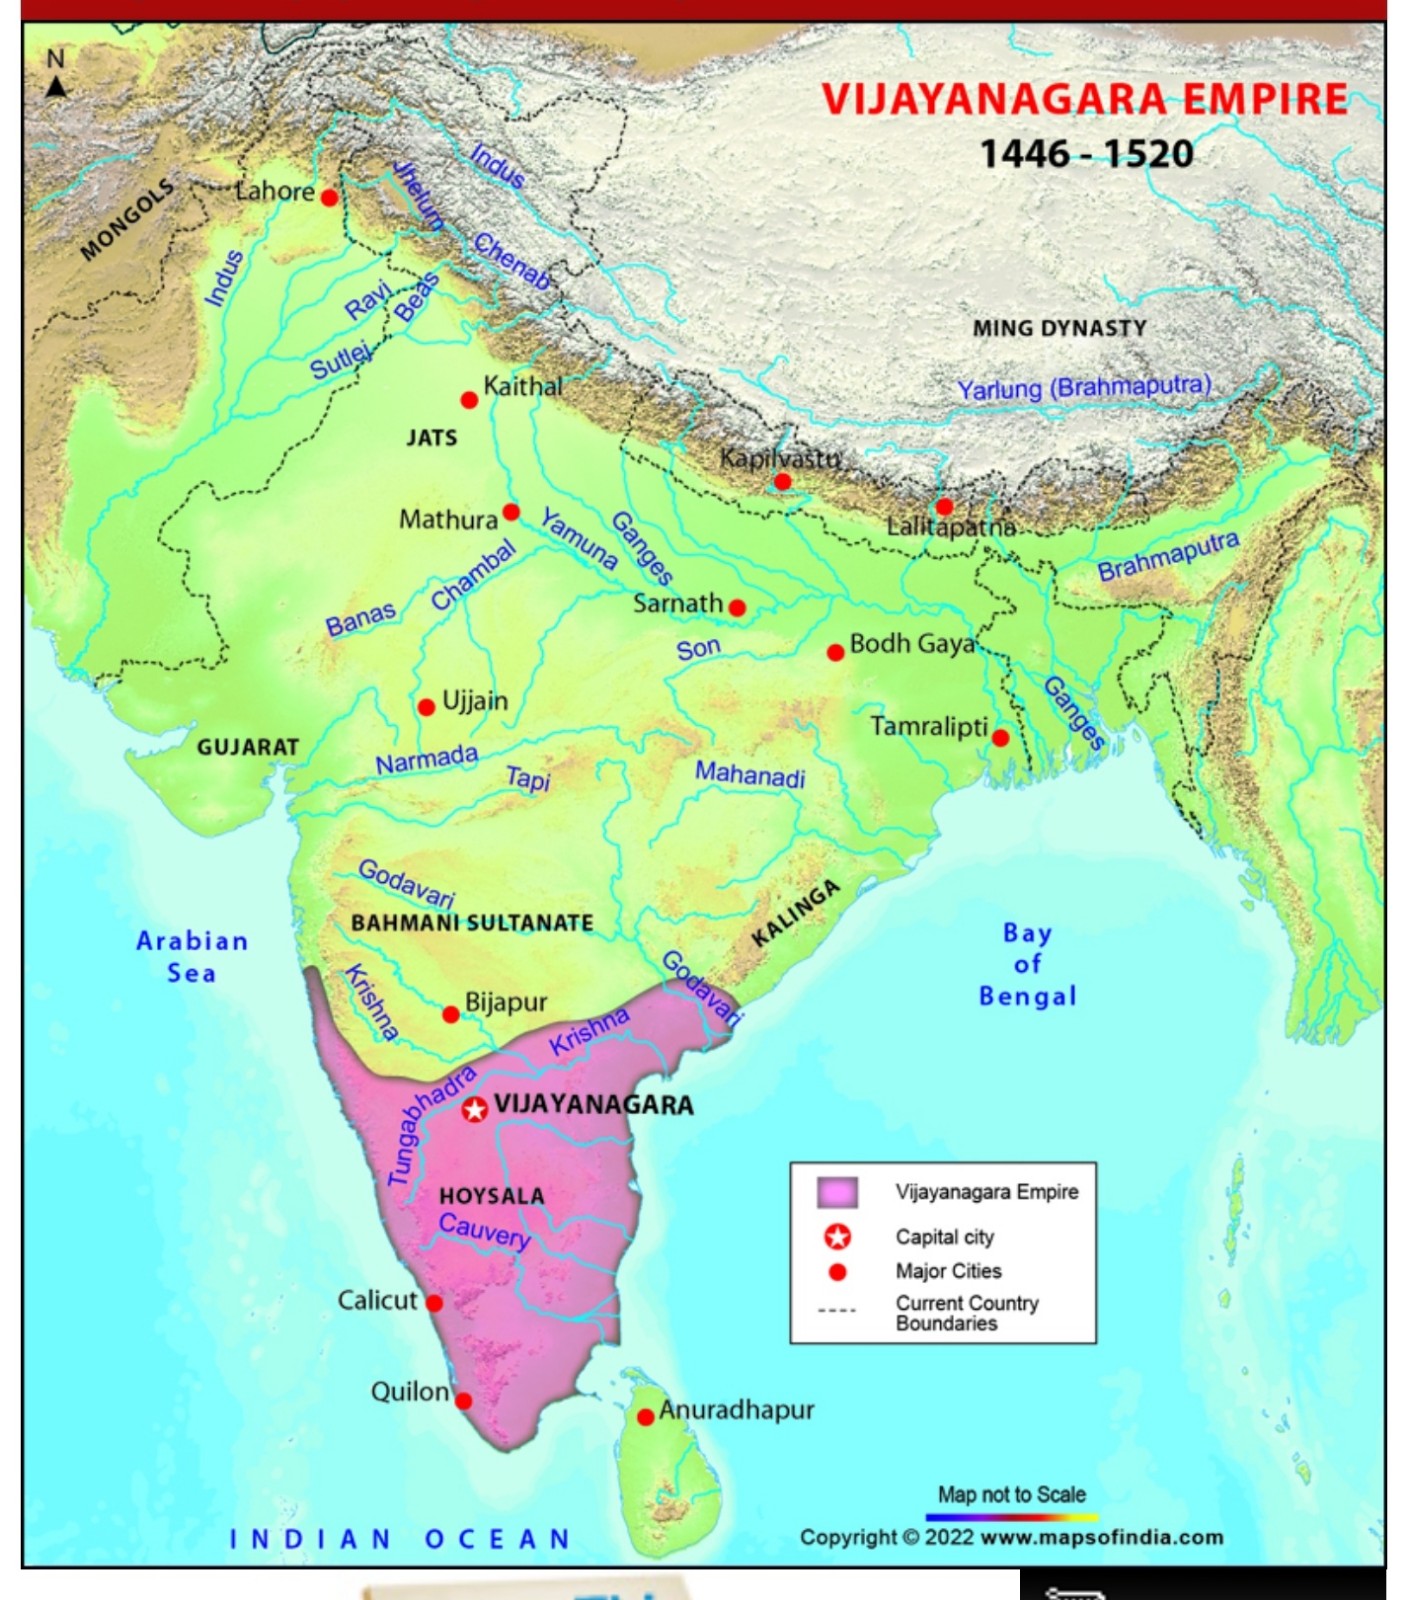 N
VIJAYANAGARA EMPIRE
1446 - 1520
Indus
Jhelum
Lahore
MONGOLS
Chenab
Indus
Ravi
Beas
MING DYNASTY
Sutlej
Kaithal
Yarlung (Brahmaputra)
JATS
Kapilvastu
Mathura
Yamuna
Ganges
Lalitapatna
Brahmaputra
Chambal
Banas
Sarnath
Son
Bodh Gaya
Ujjain
Ganges
Tamralipti
GUJARAT
Narmada
Tapi
Mahanadi
Godavari
BAHMANI SULTANATE
KALINGA
Arabian
Sea
Bay
of
Bengal
Krishna
Godavari
Bijapur
Krishna
Tungabhadra
VIJAYANAGARA
HOYSALA
Cauvery
Vijayanagara Empire
Capital city
Major Cities
Current Country
Boundaries
Calicut
Quilon
Anuradhapur
Map not to Scale
INDIAN OCEAN
Copyright © 2022 www.mapsofindia.com